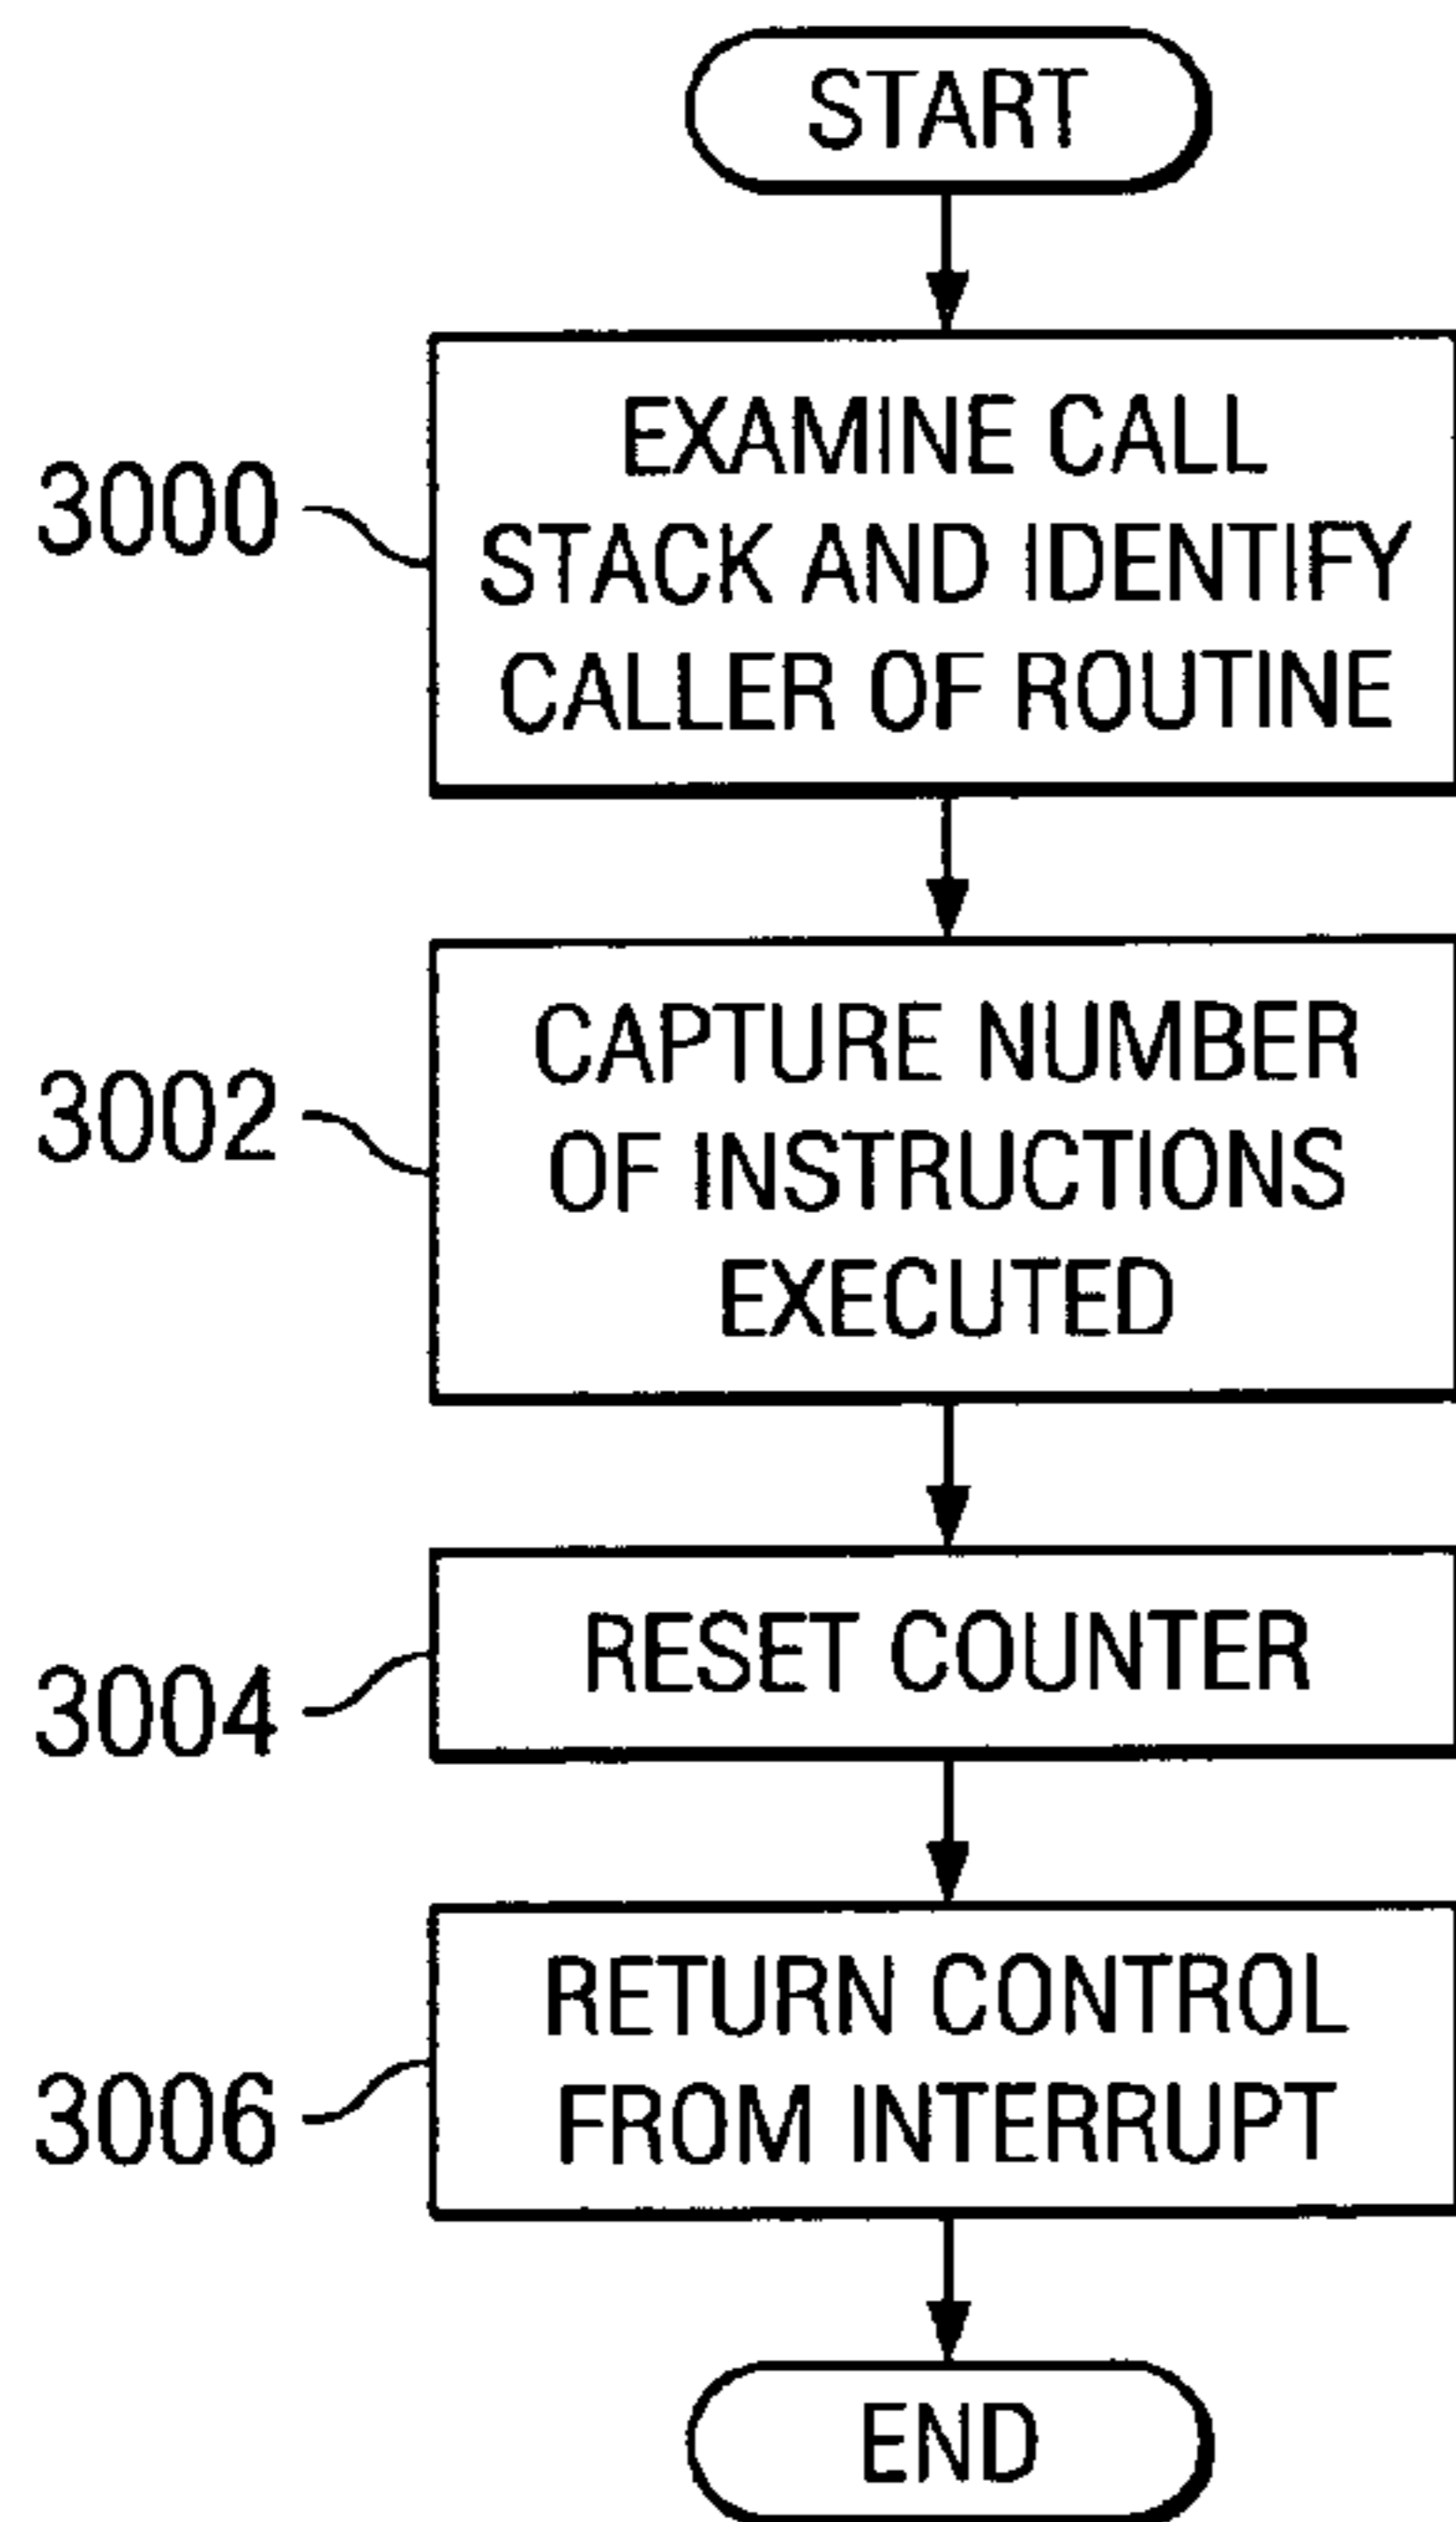 START
3000
EXAMINE CALL
STACK AND IDENTIFY
CALLER OF ROUTINE
3002
CAPTURE NUMBER
OF INSTRUCTIONS
EXECUTED
3004
RESET COUNTER
3006
RETURN CONTROL
FROM INTERRUPT
END